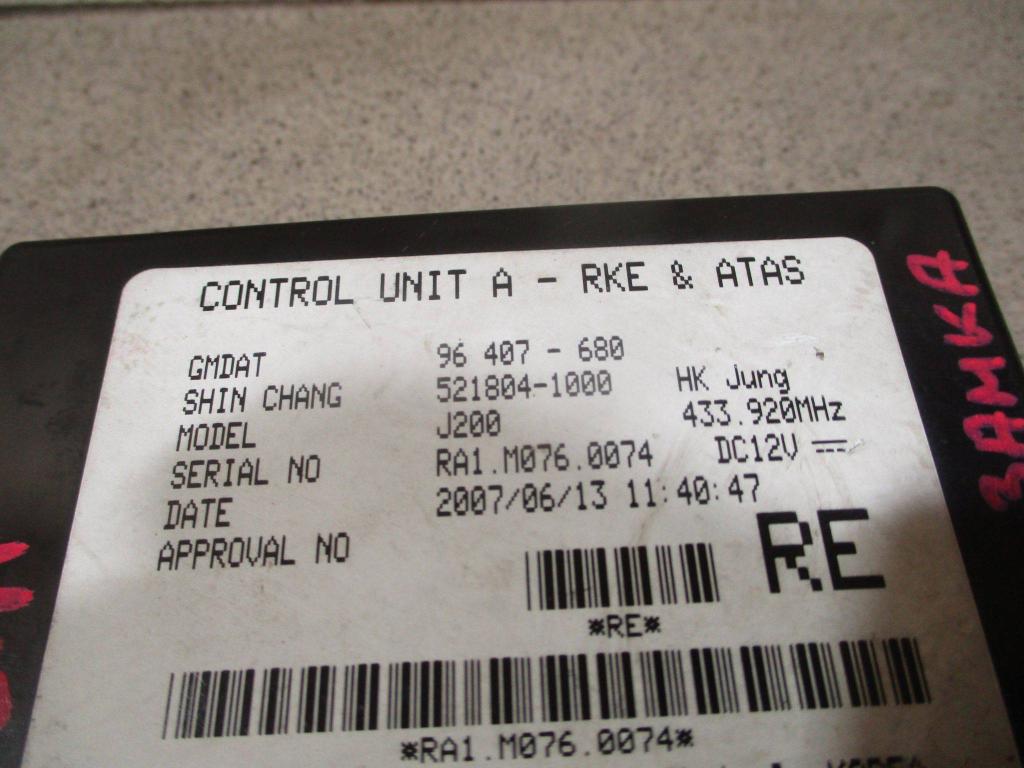 CONTROL UNIT A - RKE & ATAS
GMDAT 96 407 - 680
SHIN CHANG 521804-1000 HK Jung
MODEL J200 433.920MHz
SERIAL NO RA1.M076.0074 DC12V
DATE 2007/06/13 11:40:47
APPROVAL NO
RE
*RE*
*RA1.M076.0074*
KOREA
ЗАМКА